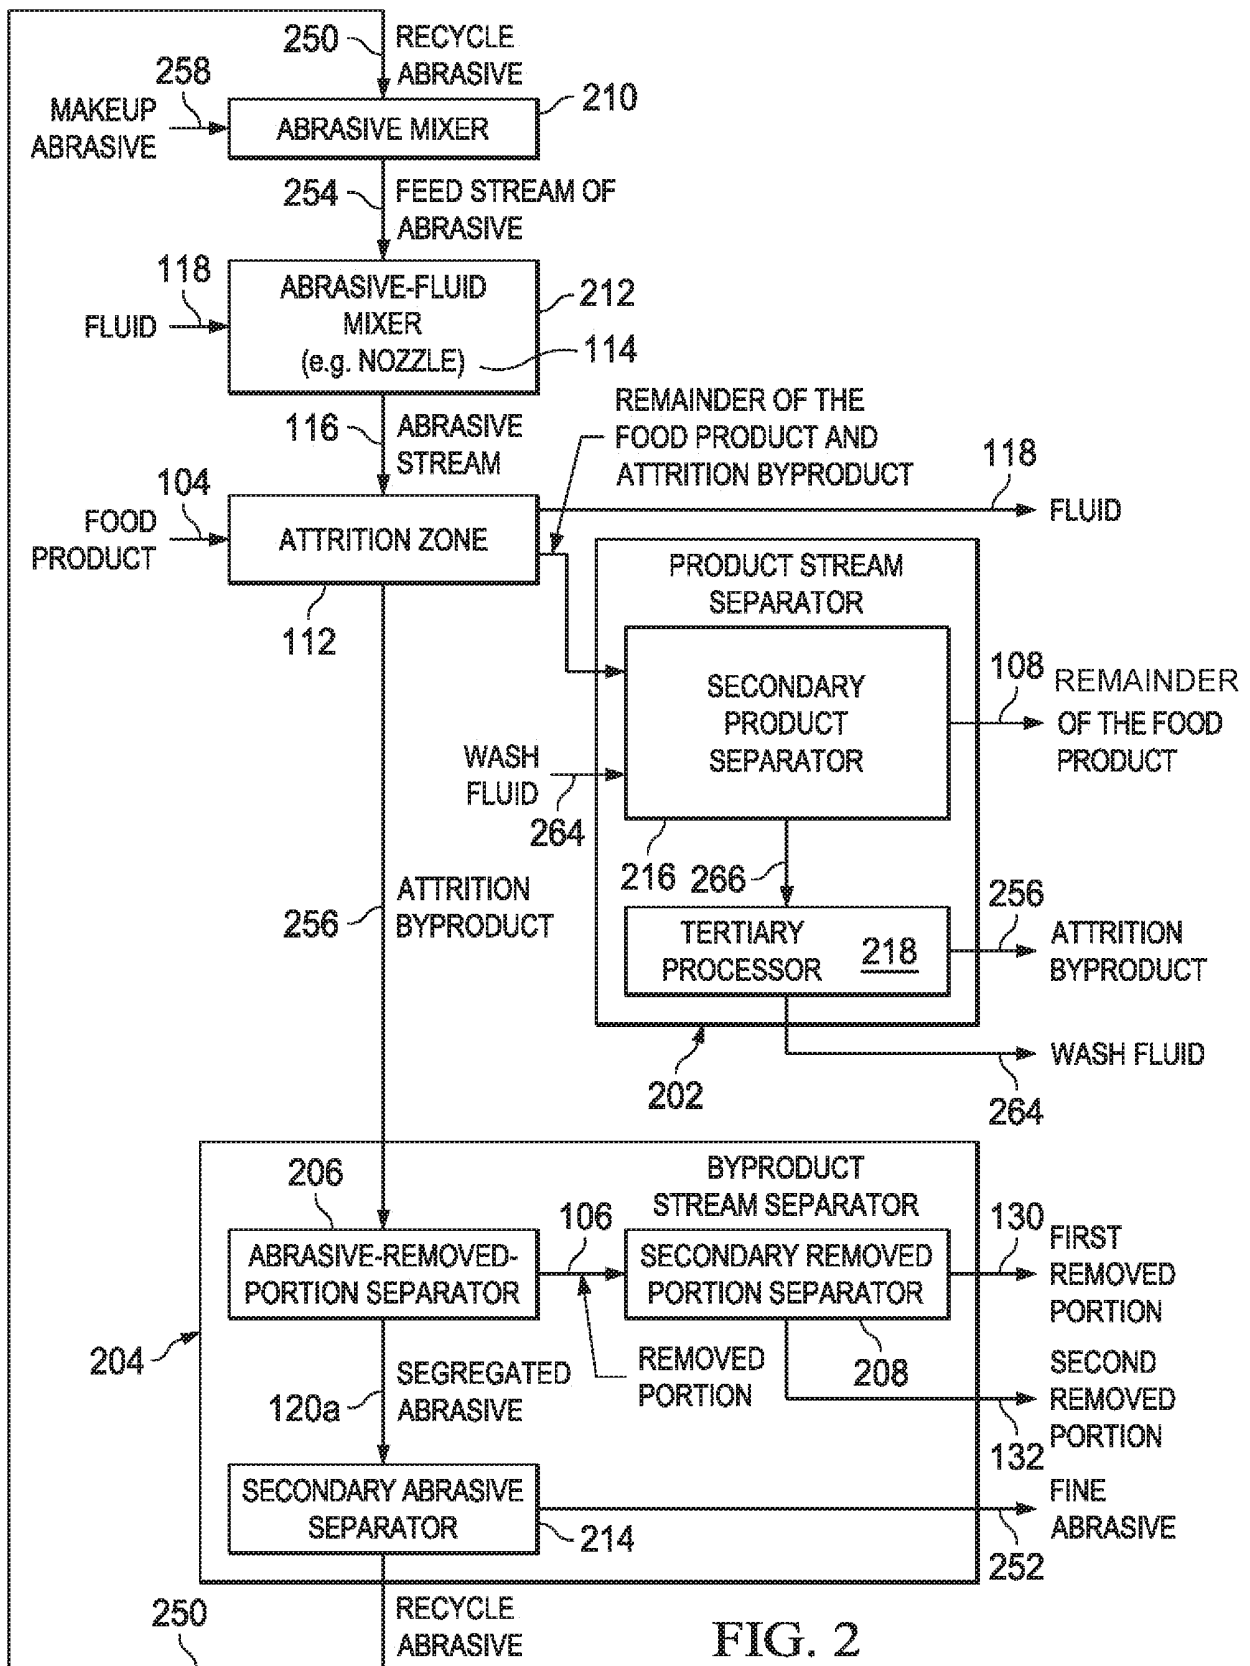 250
RECYCLE
ABRASIVE
258
MAKEUP
ABRASIVE
210
ABRASIVE MIXER
254
FEED STREAM OF
ABRASIVE
118
FLUID
ABRASIVE-FLUID
MIXER
(e.g. NOZZLE)
212
114
116
ABRASIVE
STREAM
REMAINDER OF THE
FOOD PRODUCT AND
ATTRITION BYPRODUCT
104
FOOD
PRODUCT
ATTRITION ZONE
112
118
FLUID
PRODUCT STREAM
SEPARATOR
SECONDARY
PRODUCT
SEPARATOR
108
REMAINDER
OF THE FOOD
PRODUCT
WASH
FLUID
264
216
266
256
ATTRITION
BYPRODUCT
TERTIARY
PROCESSOR
218
256
ATTRITION
BYPRODUCT
202
WASH FLUID
264
206
BYPRODUCT
STREAM SEPARATOR
ABRASIVE-REMOVED-
PORTION SEPARATOR
106
SECONDARY REMOVED
PORTION SEPARATOR
130
FIRST
REMOVED
PORTION
204
120a
SEGREGATED
ABRASIVE
REMOVED
PORTION
208
SECOND
REMOVED
PORTION
132
SECONDARY ABRASIVE
SEPARATOR
214
FINE
ABRASIVE
252
250
RECYCLE
ABRASIVE
FIG. 2